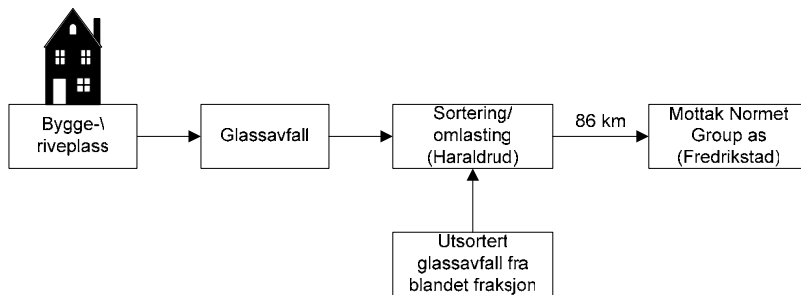 Bygge-\
riveplass
Glassavfall
Sortering/
omlasting
(Haraldrud)
86 km
Mottak Normet
Group as
(Fredrikstad)
Utsortert
glassavfall fra
blandet fraksjon